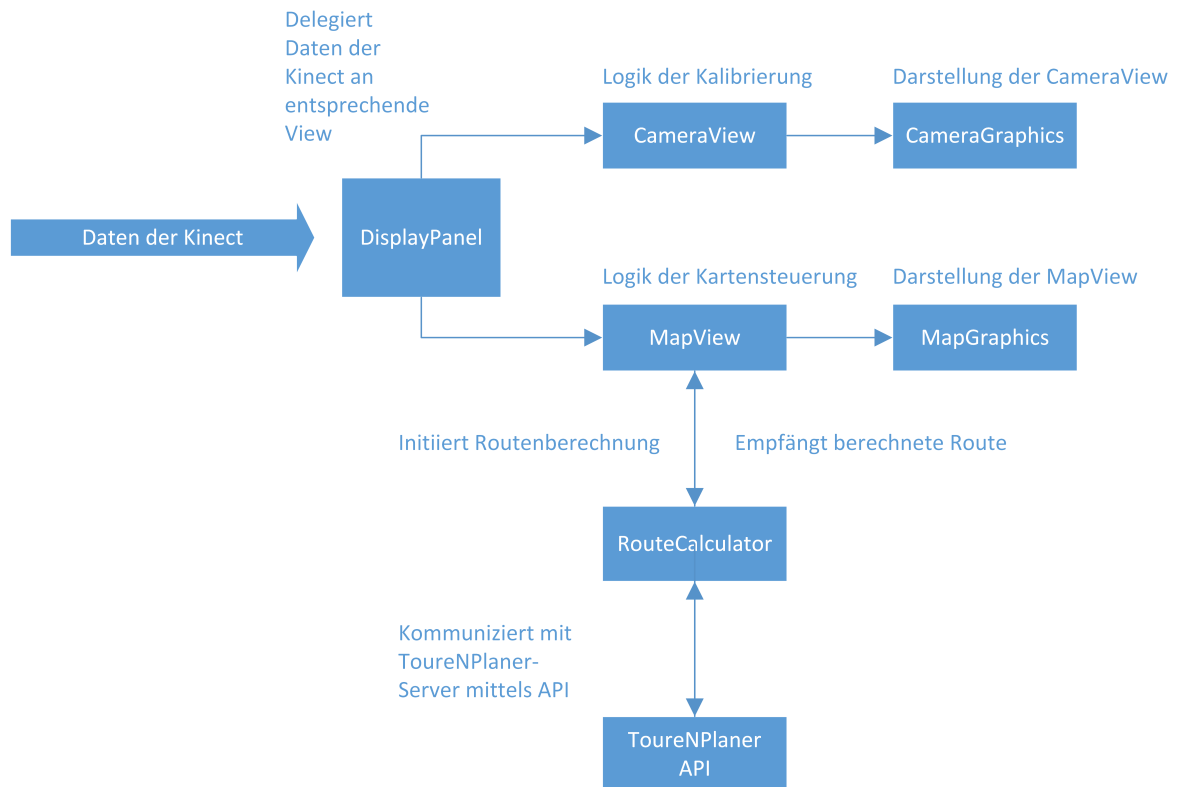 Delegiert
Daten der
Kinect an
entsprechende
View
Logik der Kalibrierung
Darstellung der CameraView
CameraView
CameraGraphics
Daten der Kinect
DisplayPanel
Logik der Kartensteuerung
Darstellung der MapView
MapView
MapGraphics
Initiiert Routenberechnung
Empfängt berechnete Route
RouteCalculator
Kommuniziert mit
ToureNPlaner-
Server mittels API
ToureNPlaner
API